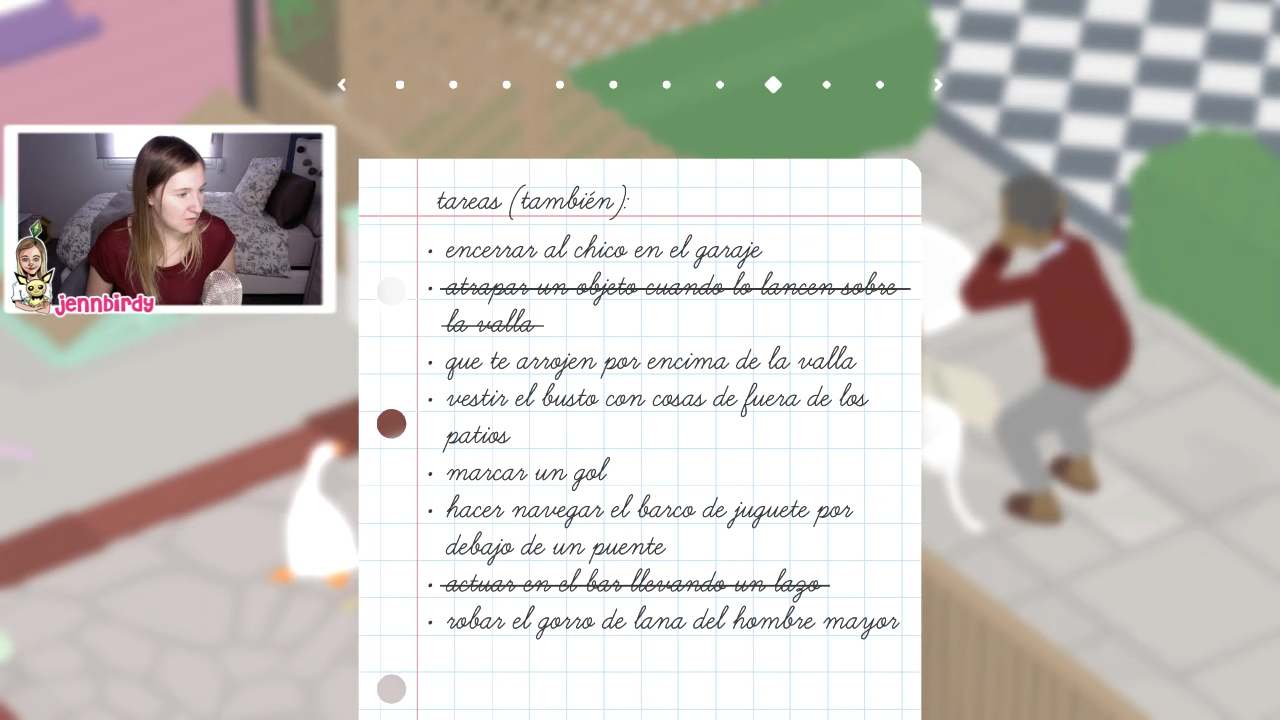 tareas (también):
• encerrar al chico en el garaje
• atrapar un objeto cuando lo lancen sobre
la valla
• que te arrojen por encima de la valla
• vestir el busto con cosas de fuera de los
patios
• marcar un gol
• hacer navegar el barco de juguete por
debajo de un puente
• actuar en el bar llevando un lazo
• robar el gorro de lana del hombre mayor
jennbirdy